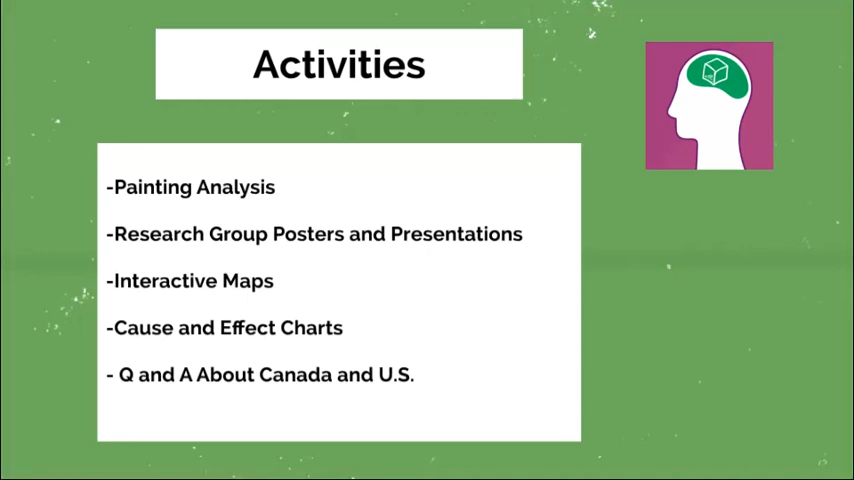 Activities
-Painting Analysis
-Research Group Posters and Presentations
-Interactive Maps
-Cause and Effect Charts
- Q and A About Canada and U.S.